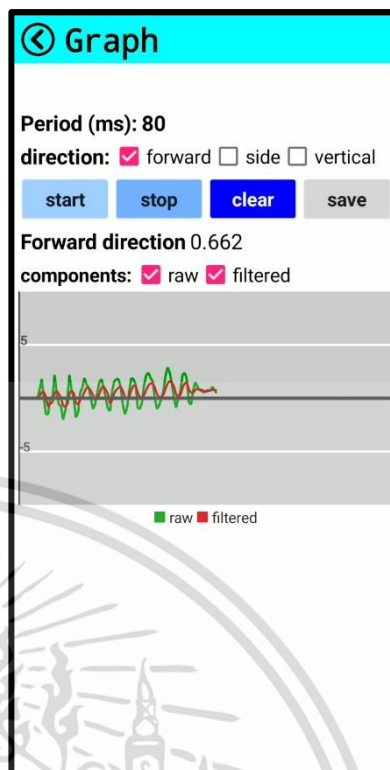 Graph
Period (ms): 80
direction: forward side vertical
start stop clear save
Forward direction 0.662
components: raw filtered
5
-5
raw filtered